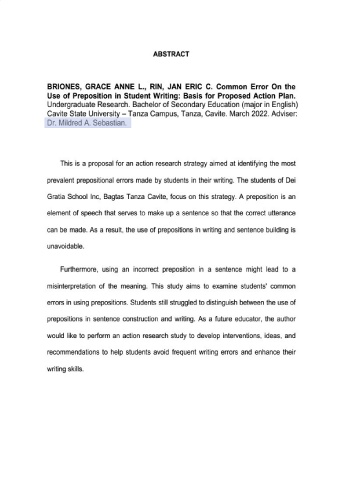 ABSTRACT
BRIONES, GRACE ANNE L., RIN, JAN ERIC C. Common Error On the
Use of Preposition in Student Writing: Basis for Proposed Action Plan.
Undergraduate Research. Bachelor of Secondary Education (major in English)
Cavite State University – Tanza Campus, Tanza, Cavite. March 2022. Adviser:
Dr. Mildred A. Sebastian.
This is a proposal for an action research strategy aimed at identifying the most
prevalent prepositional errors made by students in their writing. The students of Dei
Gratia School Inc, Bagtas Tanza Cavite, focus on this strategy. A preposition is an
element of speech that serves to make up a sentence so that the correct utterance
can be made. As a result, the use of prepositions in writing and sentence building is
unavoidable.
Furthermore, using an incorrect preposition in a sentence might lead to a
misinterpretation of the meaning. This study aims to examine students' common
errors in using prepositions. Students still struggled to distinguish between the use of
prepositions in sentence construction and writing. As a future educator, the author
would like to perform an action research study to develop interventions, ideas, and
recommendations to help students avoid frequent writing errors and enhance their
writing skills.